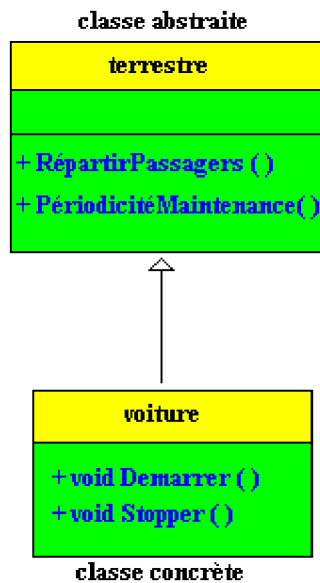 classe abstraite
terrestre
+ RépartirPassagers ( )
+ PériodicitéMaintenance( )
voiture
+ void Demarrer ( )
+ void Stopper ( )
classe concrète